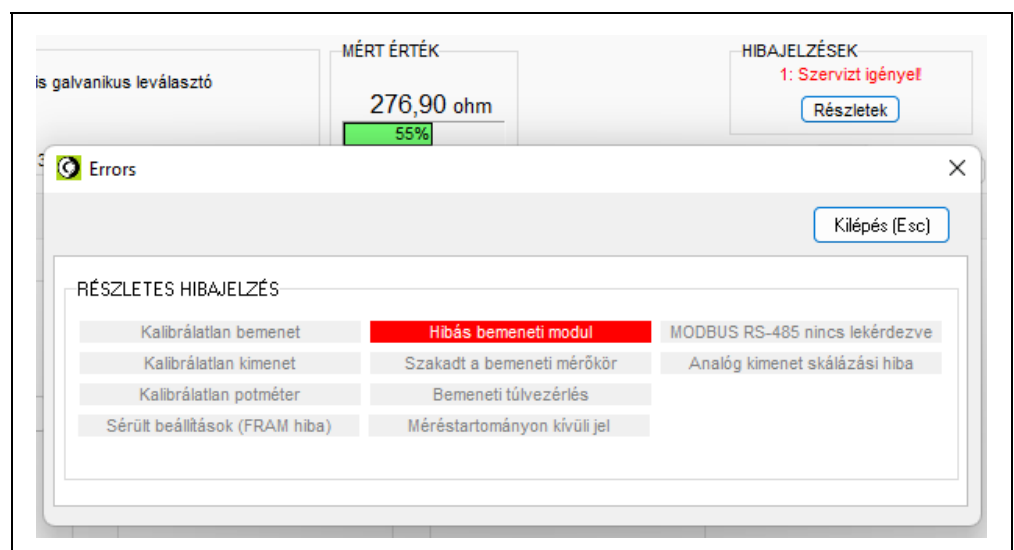 MÉRT ÉRTÉK
HIBAJELZÉSEK
is galvanikus leválasztó
1: Szervizt igényel!
276,90 ohm
Részletek
55%
Errors
Kilépés (Esc)
RÉSZLETES HIBAJELZÉS
Kalibrálatlan bemenet
Hibás bemeneti modul
MODBUS RS-485 nincs lekérdezve
Kalibrálatlan kimenet
Szakadt a bemeneti mérőkör
Analóg kimenet skálázási hiba
Kalibrálatlan potméter
Bemeneti túlvezérlés
Sérült beállítások (FRAM hiba)
Méréstartományon kívüli jel